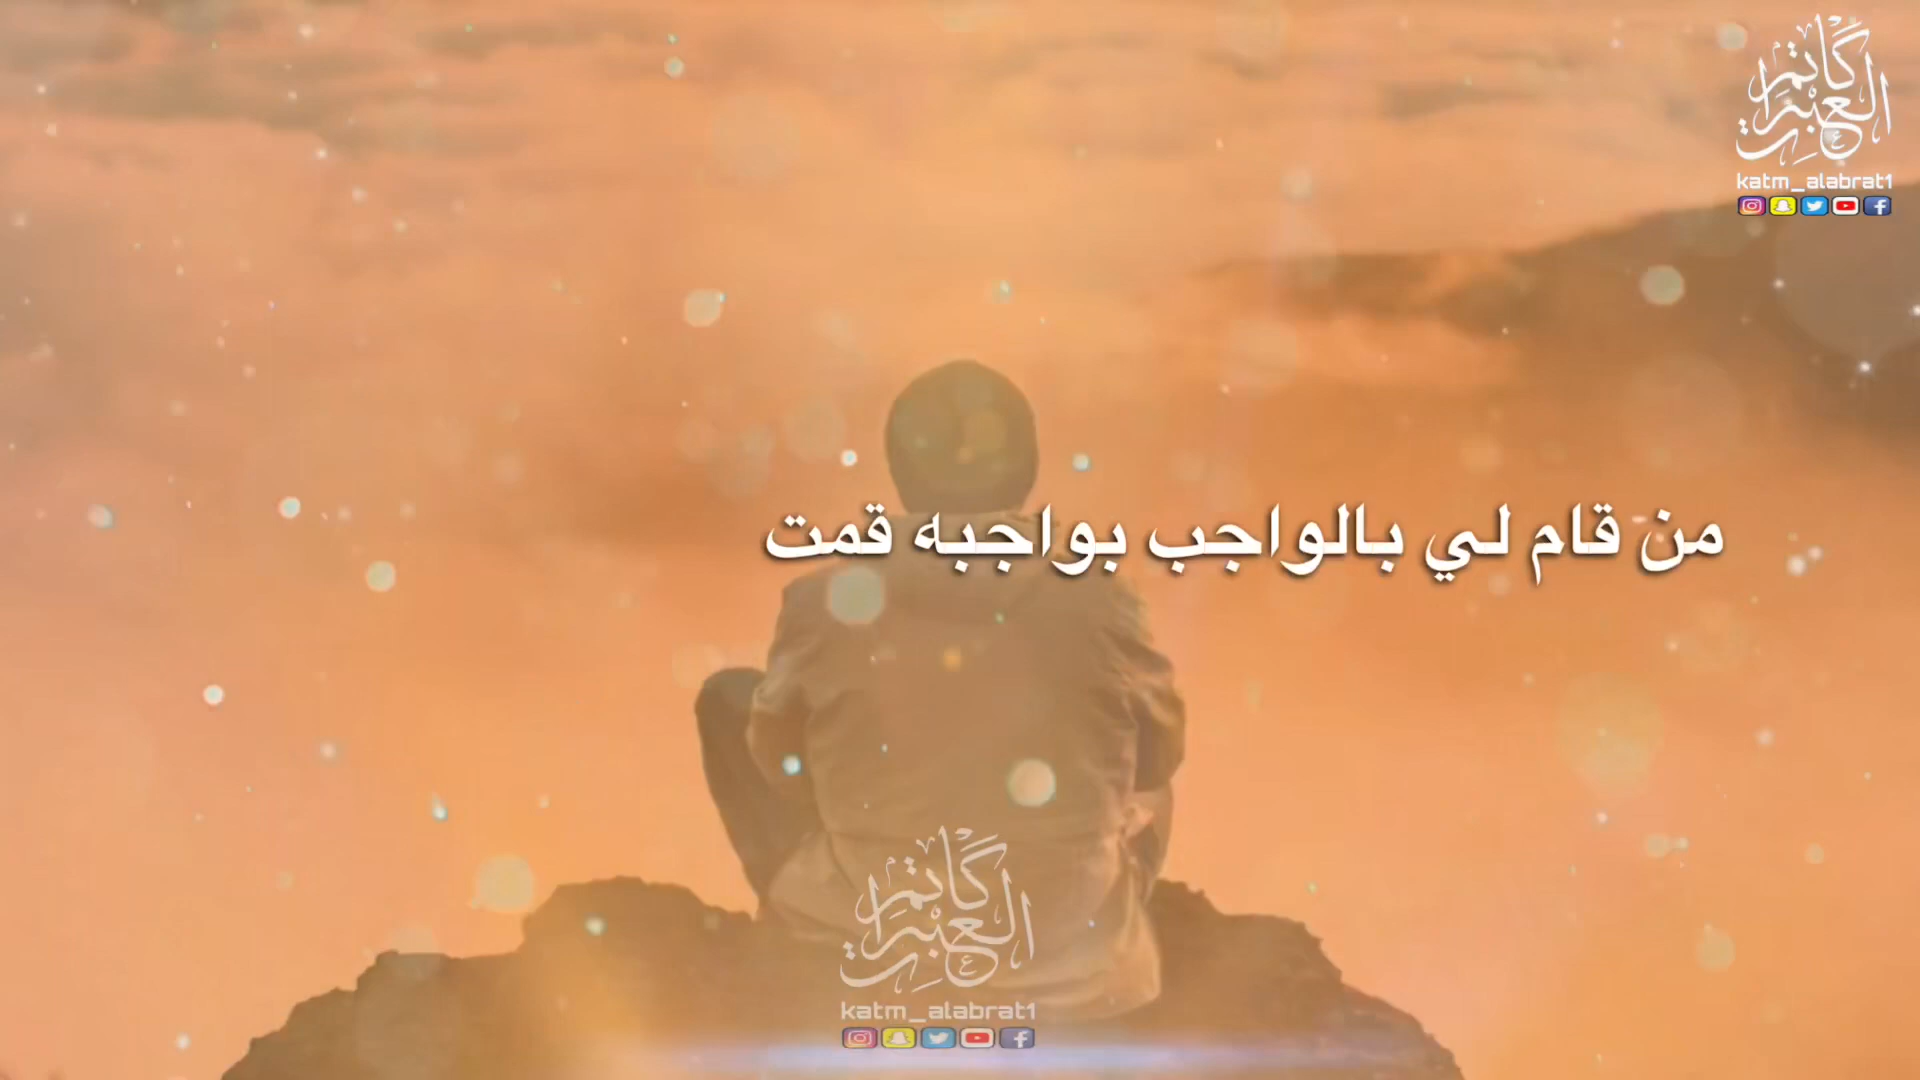 كاتم
العبرات
katm_alabrat1
من قام لي بالواجب بواجبه قمت
كاتم
العبرات
katm_alabrat1